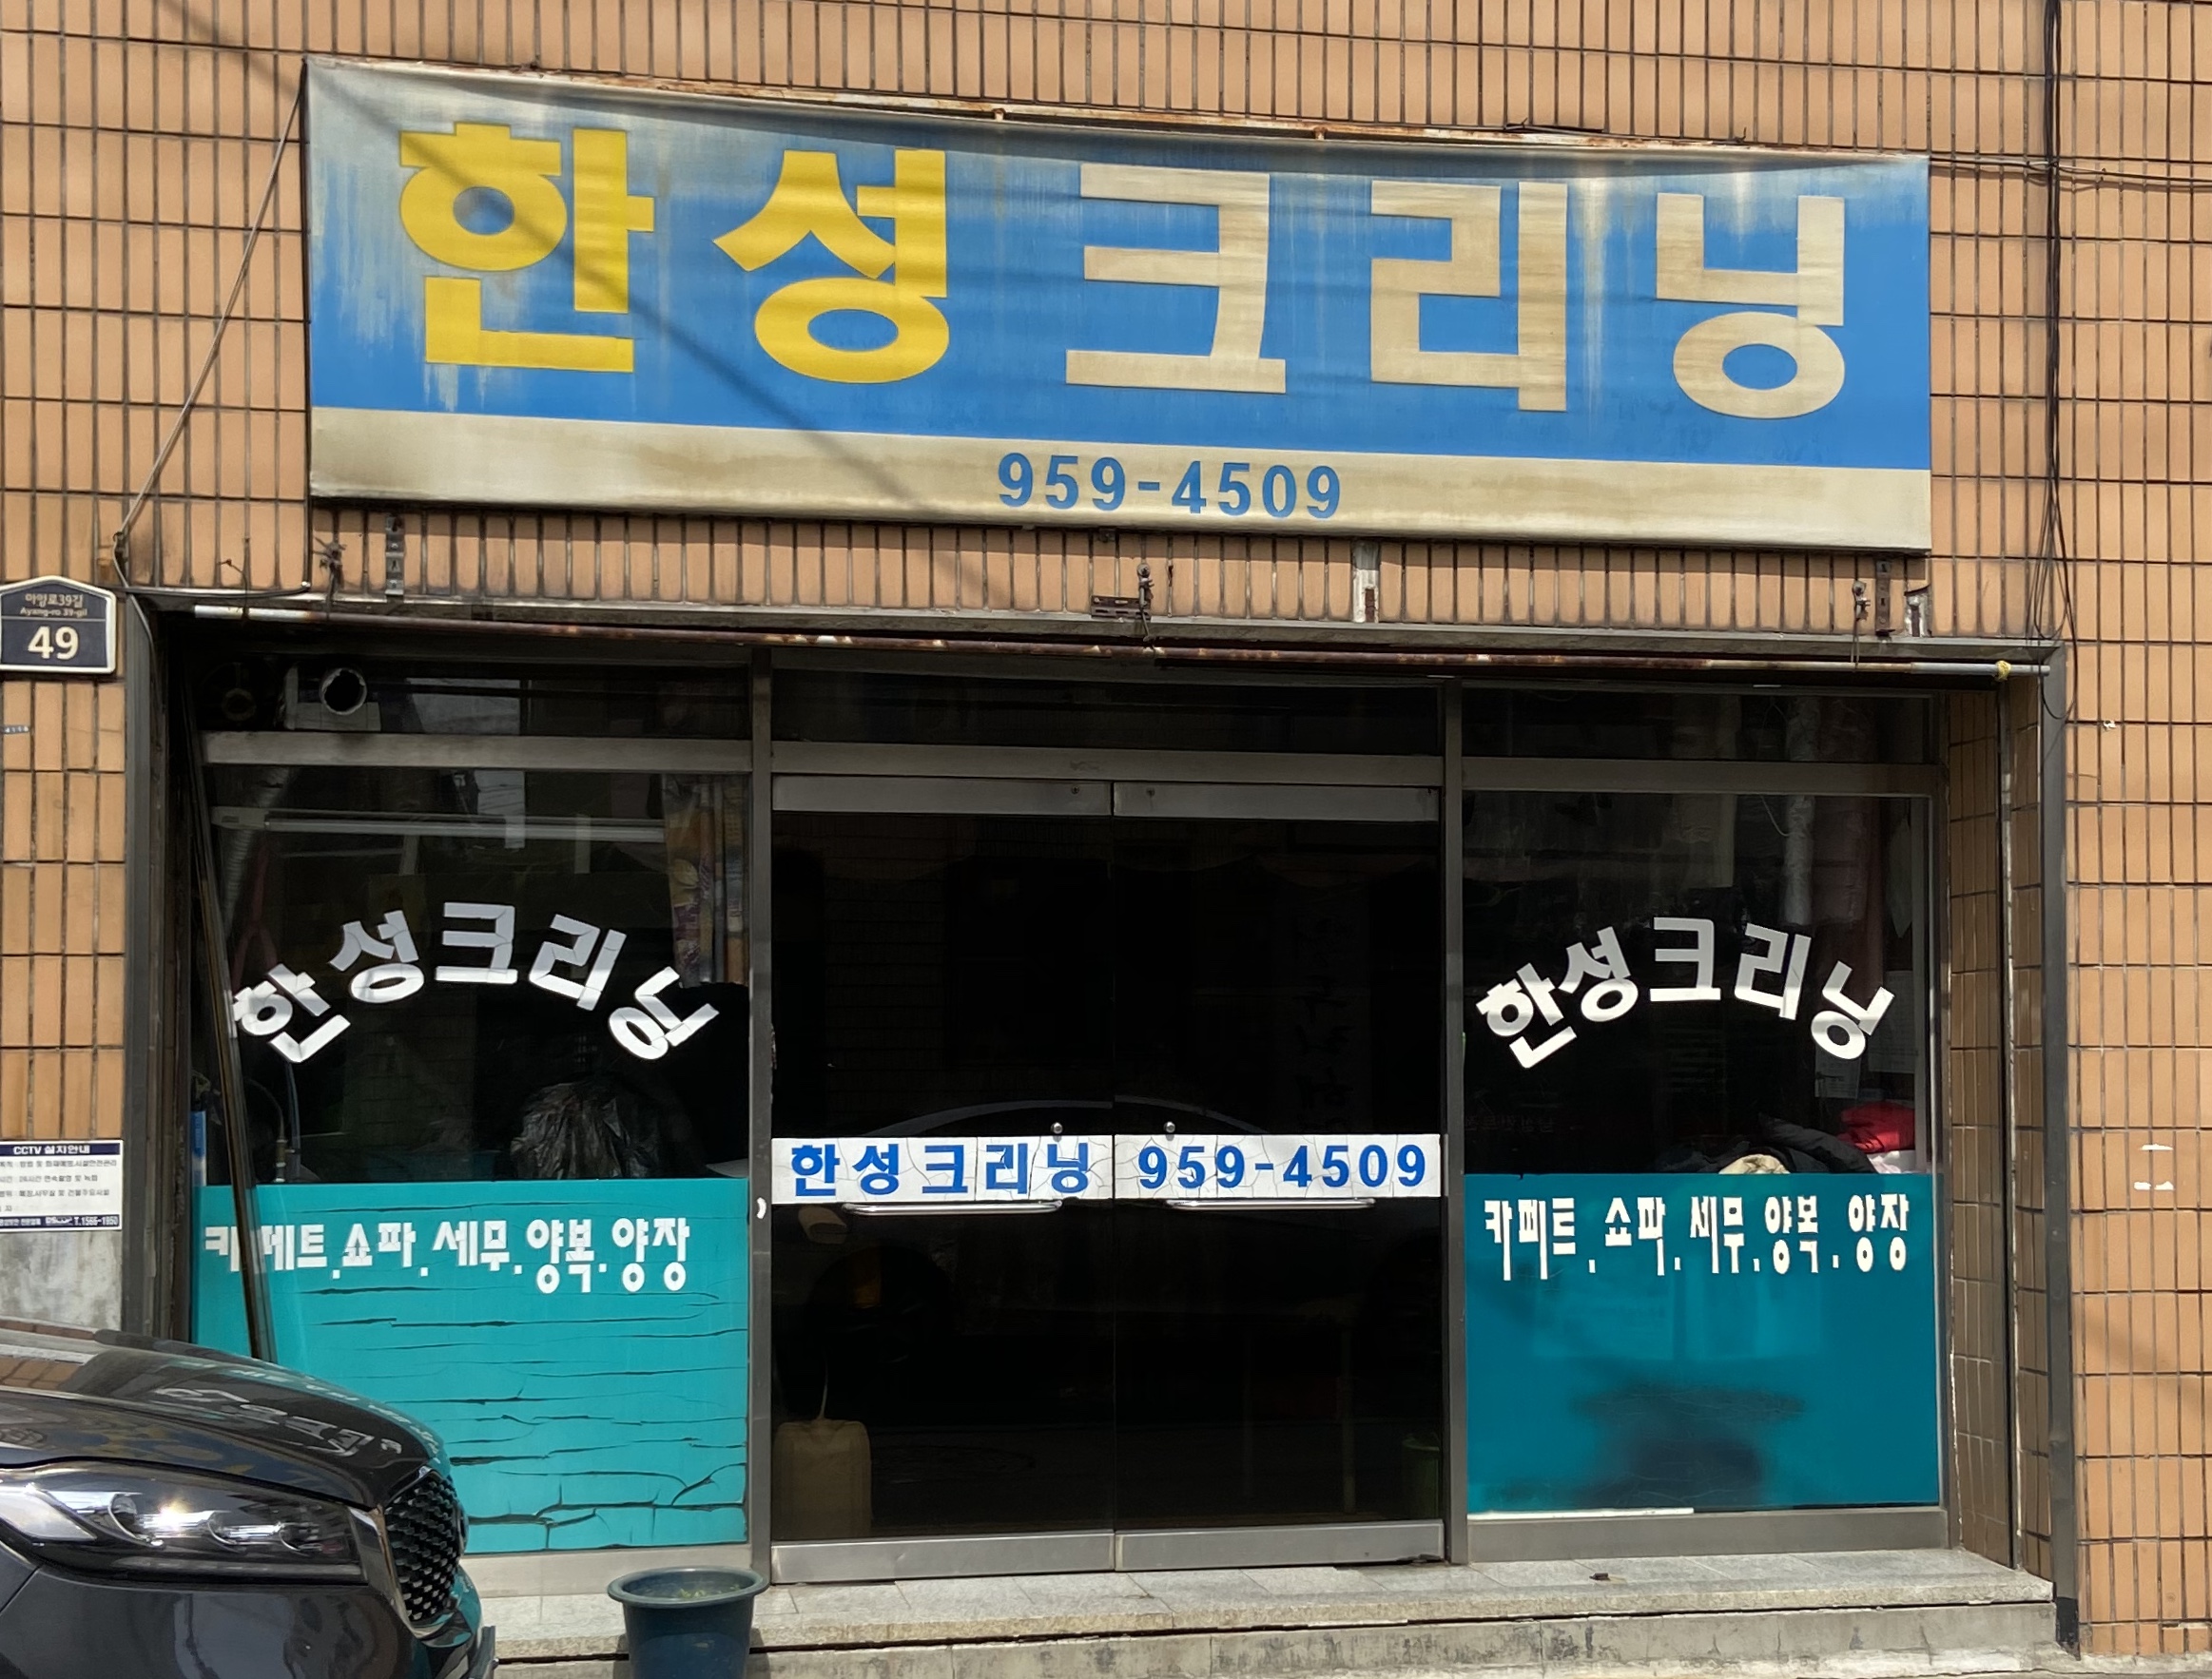 한성크리닝
959-4509
아양로39길
Ayang-ro 39-gil
49
한성크리닝
한성크리닝
한성크리닝 959-4509
CCTV 설치안내
카페트.쇼파.세무.양복.양장
카페트.쇼파.세무.양복.양장